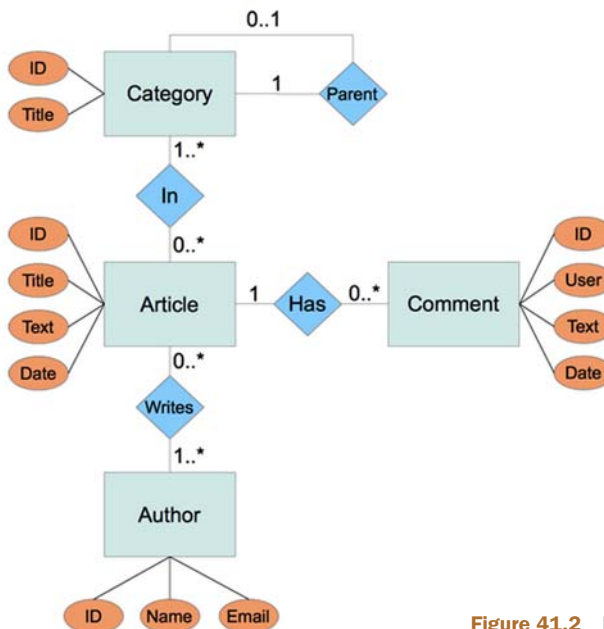 0..1
ID
Category
1
Parent
Title
1..*
In
0..*
ID
Title
Article
1
Has
0..*
Comment
Text
Date
ID
User
Text
Date
0..*
Writes
1..*
Author
ID
Name
Email
Figure 41.2